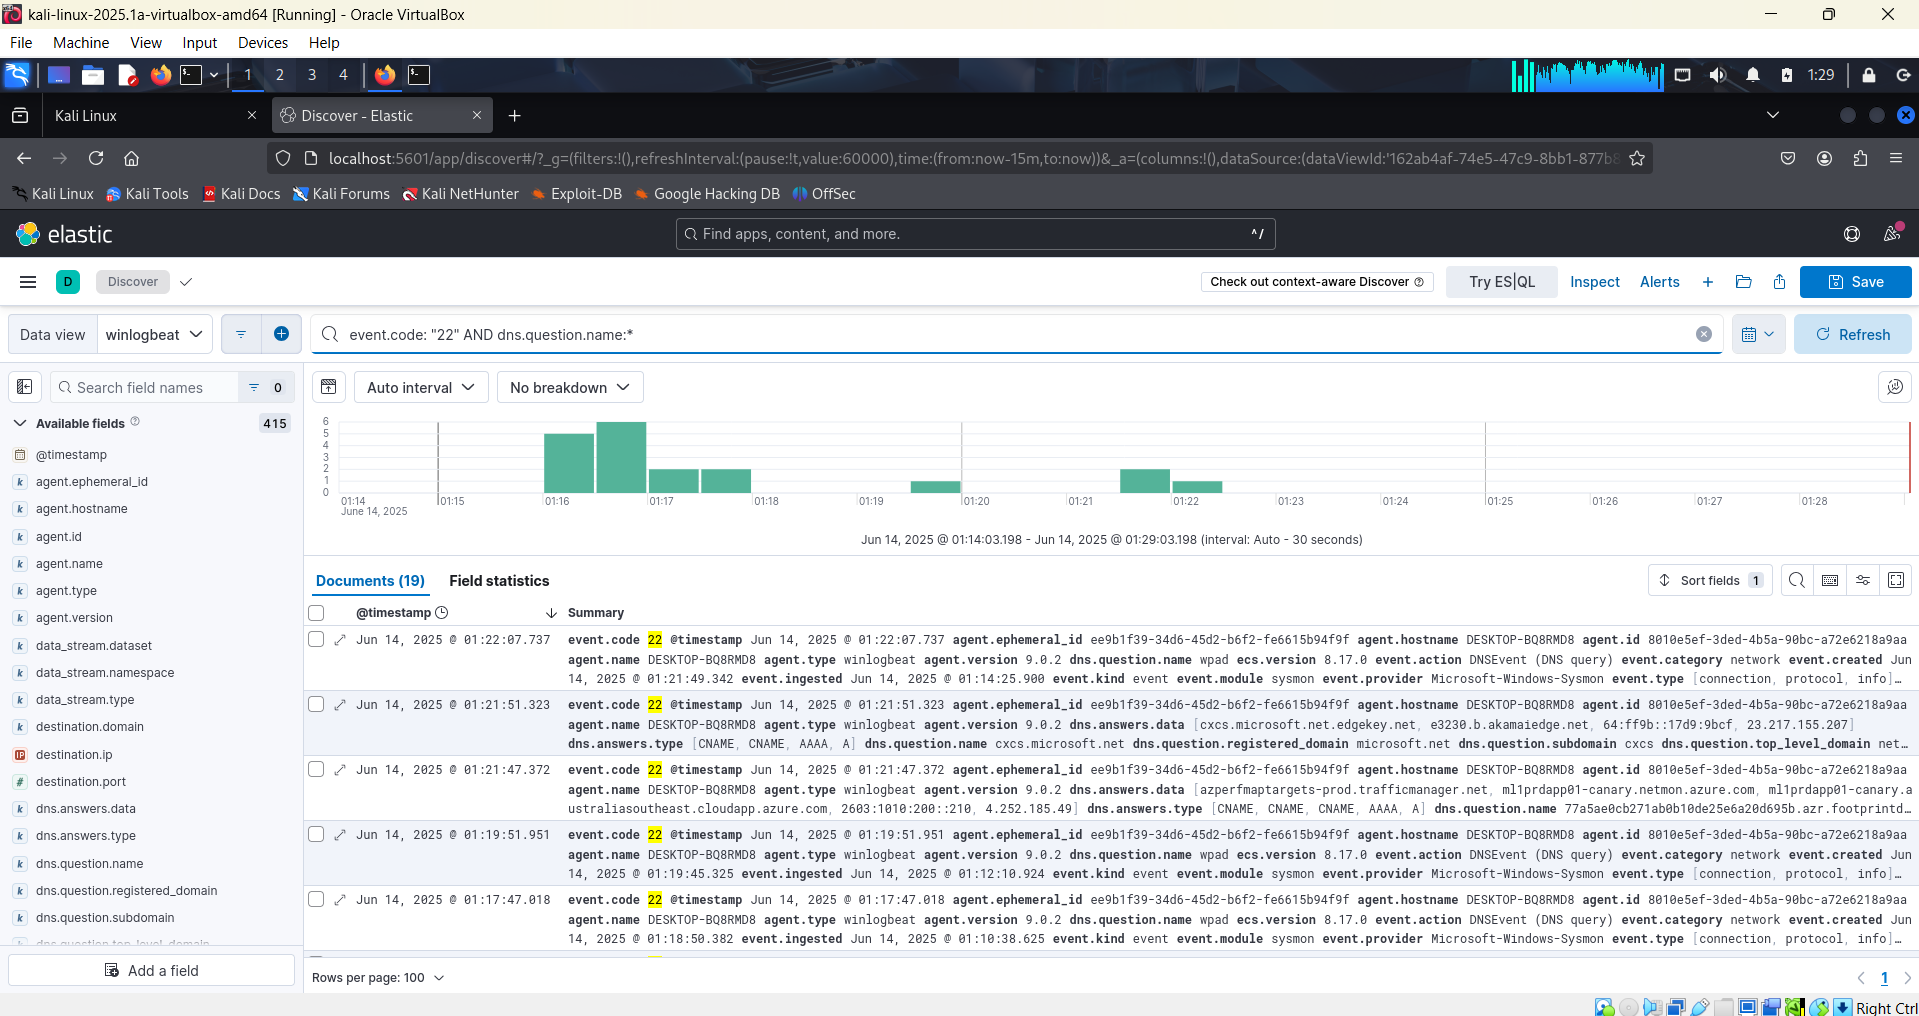 kali-linux-2025.1a-virtualbox-amd64 [Running] - Oracle VirtualBox
File Machine View Input Devices Help
1 2 3 4 1:29
Kali Linux Discover - Elastic
localhost:5601/app/discover#/?_g=(filters:!(),refreshInterval:(pause:!t,value:60000),time:(from:now-15m,to:now))&_a=(columns:!(),dataSource:(dataViewId:'162ab4af-74e5-47c9-8bb1-877b8
Kali Linux Kali Tools Kali Docs Kali Forums Kali NetHunter Exploit-DB Google Hacking DB OffSec
elastic Find apps, content, and more. ^/
D Discover Check out context-aware Discover Try ES|QL Inspect Alerts Save
Data view winlogbeat event.code: "22" AND dns.question.name:* Refresh
Search field names 0 Auto interval No breakdown
Available fields 415
@timestamp
agent.ephemeral_id
agent.hostname
agent.id
agent.name
agent.type
agent.version
data_stream.dataset
data_stream.namespace
data_stream.type
destination.domain
destination.ip
destination.port
dns.answers.data
dns.answers.type
dns.question.name
dns.question.registered_domain
dns.question.subdomain
dns.question.top_level_domain
Add a field
6
5
4
3
2
1
0
01:14 01:15 01:16 01:17 01:18 01:19 01:20 01:21 01:22 01:23 01:24 01:25 01:26 01:27 01:28
June 14, 2025
Jun 14, 2025 @ 01:14:03.198 - Jun 14, 2025 @ 01:29:03.198 (interval: Auto - 30 seconds)
Documents (19) Field statistics Sort fields 1
@timestamp Summary
Jun 14, 2025 @ 01:22:07.737 event.code 22 @timestamp Jun 14, 2025 @ 01:22:07.737 agent.ephemeral_id ee9b1f39-34d6-45d2-b6f2-fe6615b94f9f agent.hostname DESKTOP-BQ8RMD8 agent.id 8010e5ef-3ded-4b5a-90bc-a72e6218a9aa
agent.name DESKTOP-BQ8RMD8 agent.type winlogbeat agent.version 9.0.2 dns.question.name wpad ecs.version 8.17.0 event.action DNSEvent (DNS query) event.category network event.created Jun
14, 2025 @ 01:21:49.342 event.ingested Jun 14, 2025 @ 01:14:25.900 event.kind event event.module sysmon event.provider Microsoft-Windows-Sysmon event.type [connection, protocol, info]…
Jun 14, 2025 @ 01:21:51.323 event.code 22 @timestamp Jun 14, 2025 @ 01:21:51.323 agent.ephemeral_id ee9b1f39-34d6-45d2-b6f2-fe6615b94f9f agent.hostname DESKTOP-BQ8RMD8 agent.id 8010e5ef-3ded-4b5a-90bc-a72e6218a9aa
agent.name DESKTOP-BQ8RMD8 agent.type winlogbeat agent.version 9.0.2 dns.answers.data [cxcs.microsoft.net.edgekey.net, e3230.b.akamaiedge.net, 64:ff9b::17d9:9bcf, 23.217.155.207]
dns.answers.type [CNAME, CNAME, AAAA, A] dns.question.name cxcs.microsoft.net dns.question.registered_domain microsoft.net dns.question.subdomain cxcs dns.question.top_level_domain net…
Jun 14, 2025 @ 01:21:47.372 event.code 22 @timestamp Jun 14, 2025 @ 01:21:47.372 agent.ephemeral_id ee9b1f39-34d6-45d2-b6f2-fe6615b94f9f agent.hostname DESKTOP-BQ8RMD8 agent.id 8010e5ef-3ded-4b5a-90bc-a72e6218a9aa
agent.name DESKTOP-BQ8RMD8 agent.type winlogbeat agent.version 9.0.2 dns.answers.data [azperfmaptargets-prod.trafficmanager.net, ml1prdapp01-canary.netmon.azure.com, ml1prdapp01-canary.a
ustraliasoutheast.cloudapp.azure.com, 2603:1010:200::210, 4.252.185.49] dns.answers.type [CNAME, CNAME, CNAME, AAAA, A] dns.question.name 77a5ae0cb271ab0b10de25e6a20d695b.azr.footprintd…
Jun 14, 2025 @ 01:19:51.951 event.code 22 @timestamp Jun 14, 2025 @ 01:19:51.951 agent.ephemeral_id ee9b1f39-34d6-45d2-b6f2-fe6615b94f9f agent.hostname DESKTOP-BQ8RMD8 agent.id 8010e5ef-3ded-4b5a-90bc-a72e6218a9aa
agent.name DESKTOP-BQ8RMD8 agent.type winlogbeat agent.version 9.0.2 dns.question.name wpad ecs.version 8.17.0 event.action DNSEvent (DNS query) event.category network event.created Jun
14, 2025 @ 01:19:45.325 event.ingested Jun 14, 2025 @ 01:12:10.924 event.kind event event.module sysmon event.provider Microsoft-Windows-Sysmon event.type [connection, protocol, info]…
Jun 14, 2025 @ 01:17:47.018 event.code 22 @timestamp Jun 14, 2025 @ 01:17:47.018 agent.ephemeral_id ee9b1f39-34d6-45d2-b6f2-fe6615b94f9f agent.hostname DESKTOP-BQ8RMD8 agent.id 8010e5ef-3ded-4b5a-90bc-a72e6218a9aa
agent.name DESKTOP-BQ8RMD8 agent.type winlogbeat agent.version 9.0.2 dns.question.name wpad ecs.version 8.17.0 event.action DNSEvent (DNS query) event.category network event.created Jun
14, 2025 @ 01:18:50.382 event.ingested Jun 14, 2025 @ 01:10:38.625 event.kind event event.module sysmon event.provider Microsoft-Windows-Sysmon event.type [connection, protocol, info]…
Rows per page: 100 1
Right Ctrl